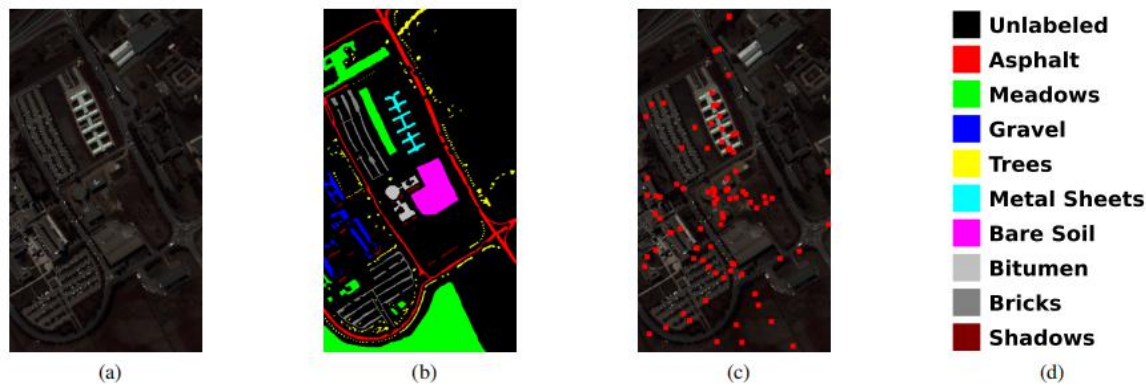 Unlabeled
Asphalt
Meadows
Gravel
Trees
Metal Sheets
Bare Soil
Bitumen
Bricks
Shadows
(a) (b) (c) (d)